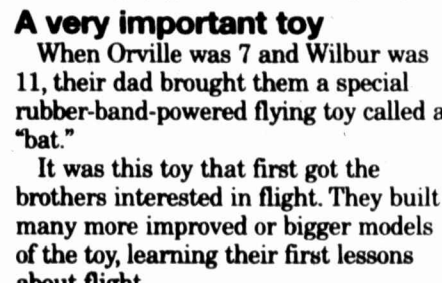 A very important toy
When Orville was 7 and Wilbur was
11, their dad brought them a special
rubber-band-powered flying toy called a
“bat.”
It was this toy that first got the
brothers interested in flight. They built
many more improved or bigger models
of the toy, learning their first lessons
about flight.